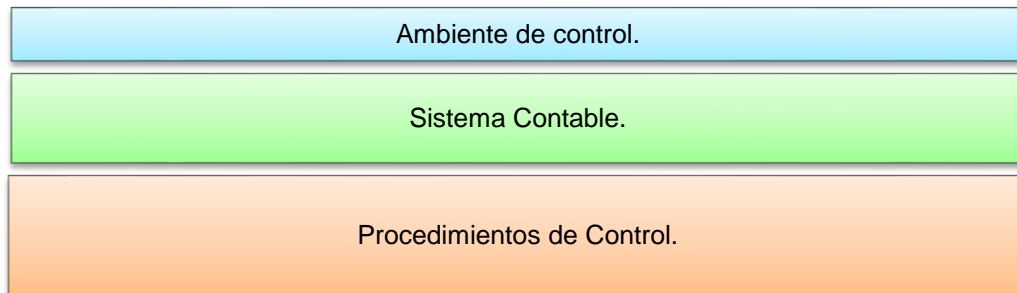 Ambiente de control.
Sistema Contable.
Procedimientos de Control.